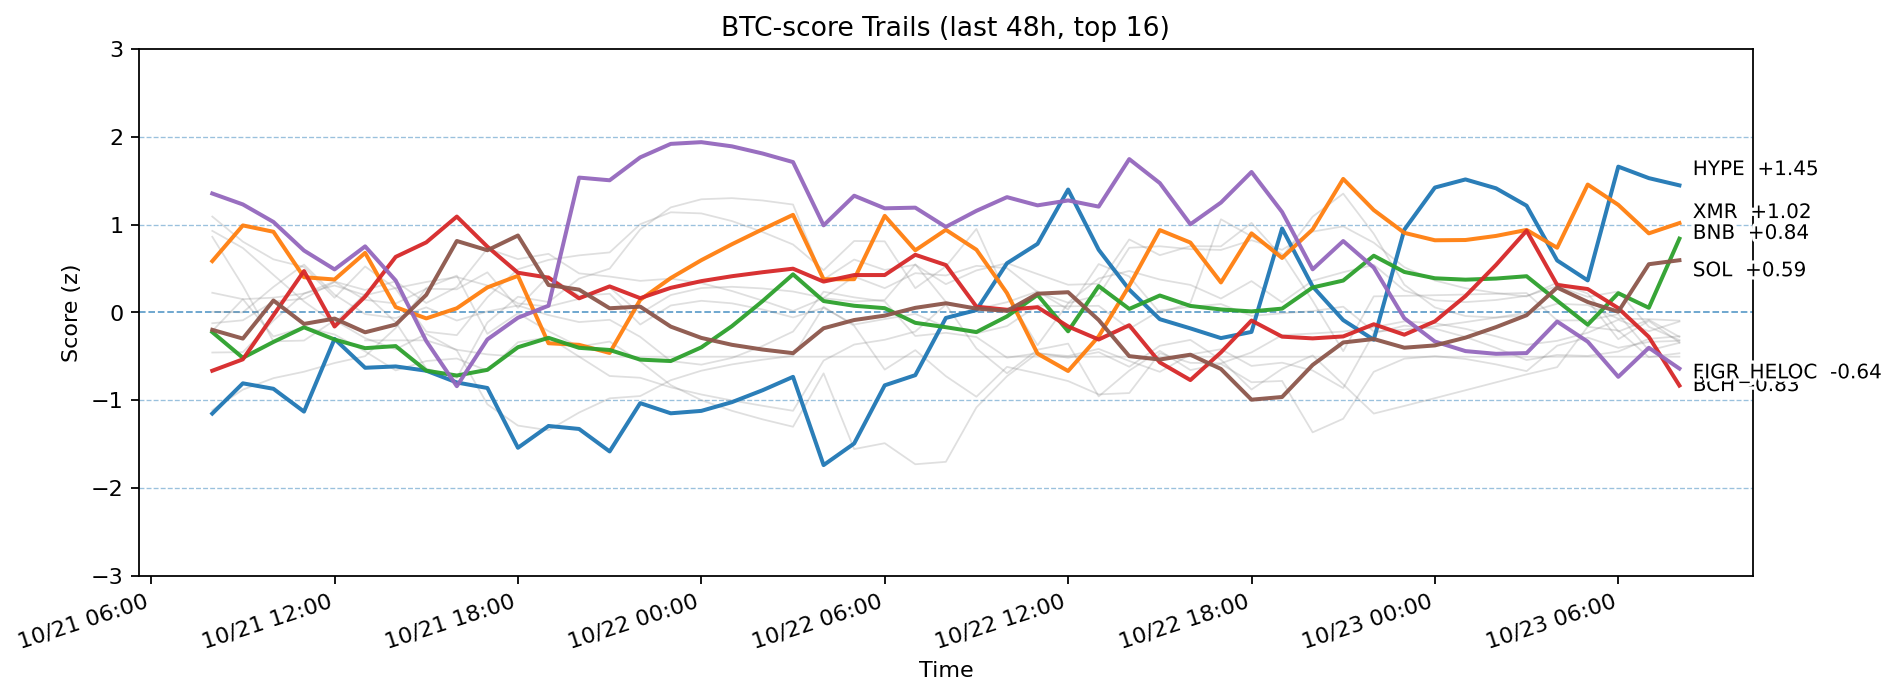 BTC-score Trails (last 48h, top 16)
Score (z)
3
2
1
0
−1
−2
−3
HYPE +1.45
XMR +1.02
BNB +0.84
SOL +0.59
FIGR_HELOC -0.64
BCH -0.83
10/21 06:00
10/21 12:00
10/21 18:00
10/22 00:00
10/22 06:00
10/22 12:00
10/22 18:00
10/23 00:00
10/23 06:00
Time